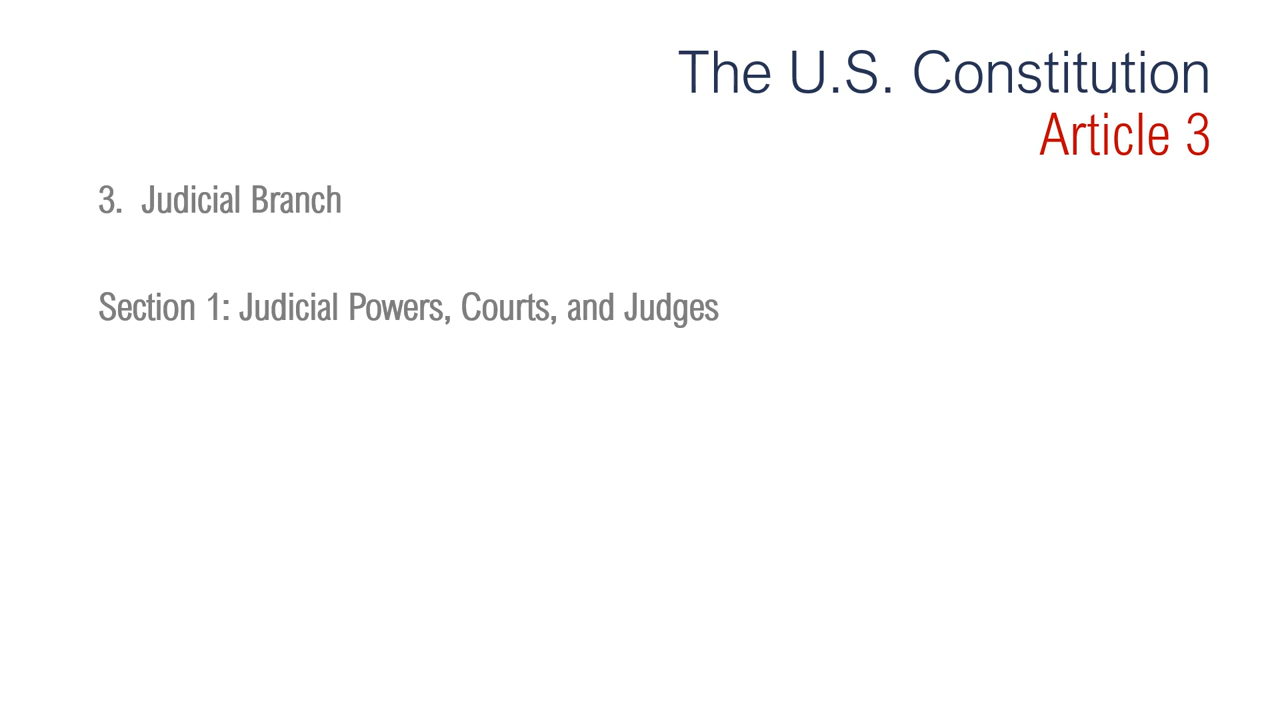 The U.S. Constitution
Article 3
3. Judicial Branch
Section 1: Judicial Powers, Courts, and Judges